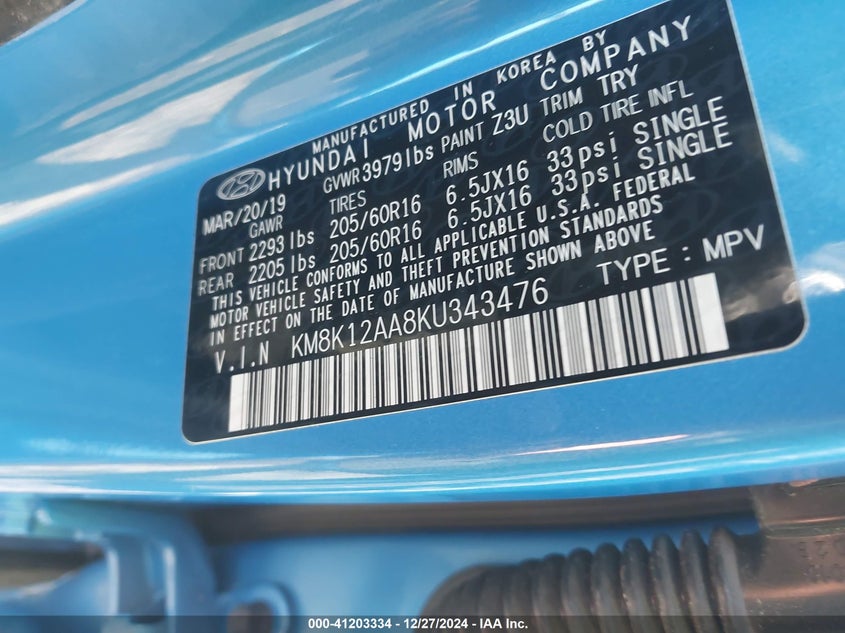 MANUFACTURED IN KOREA BY
HYUNDAI MOTOR COMPANY
MAR/20/19 GVWR 3979lbs PAINT Z3U TRIM TRY
GAWR TIRES RIMS COLD TIRE INFL
FRONT 2293 lbs 205/60R16 6.5JX16 33psi SINGLE
REAR 2205 lbs 205/60R16 6.5JX16 33psi SINGLE
THIS VEHICLE CONFORMS TO ALL APPLICABLE U.S.A. FEDERAL
MOTOR VEHICLE SAFETY AND THEFT PREVENTION STANDARDS
IN EFFECT ON THE DATE OF MANUFACTURE SHOWN ABOVE
V.I.N KM8K12AA8KU343476 TYPE : MPV
000-41203334 - 12/27/2024 - IAA Inc.